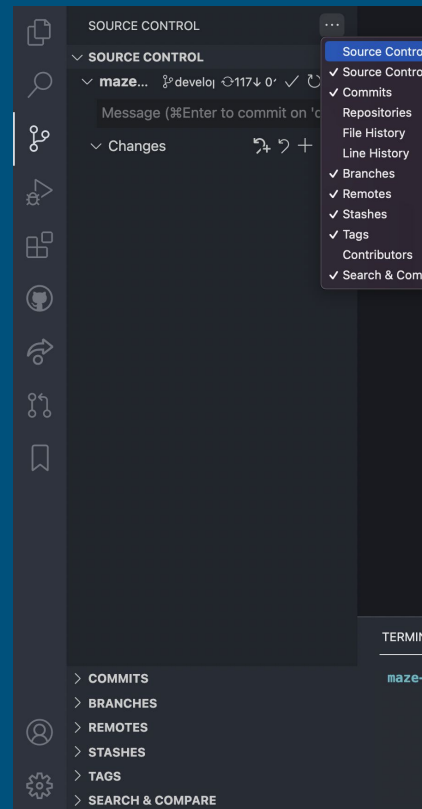 SOURCE CONTROL
SOURCE CONTROL
maze... develop 117↓ 0↑
Message (⌘Enter to commit on 'd
Changes
Source Contro
Source Contro
Commits
Repositories
File History
Line History
Branches
Remotes
Stashes
Tags
Contributors
Search & Com
TERMIN
maze-
COMMITS
BRANCHES
REMOTES
STASHES
TAGS
SEARCH & COMPARE